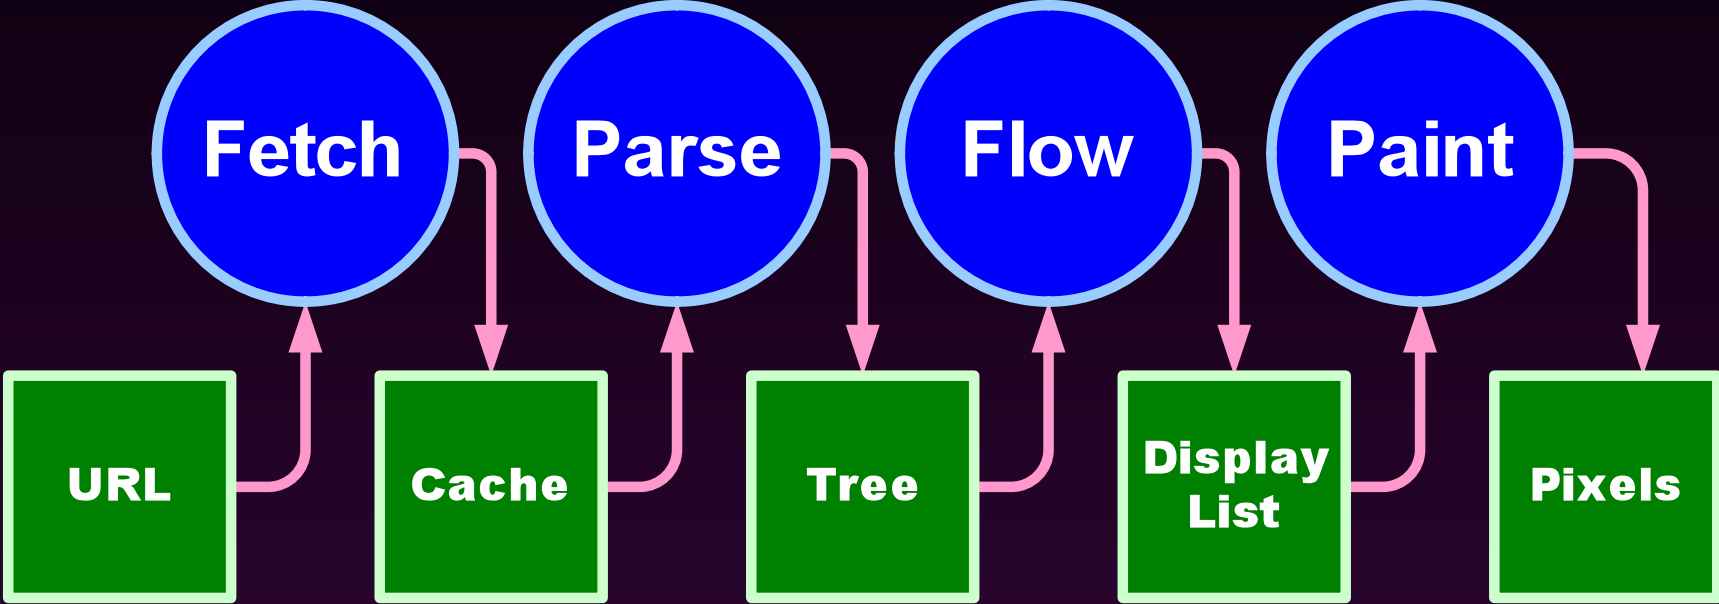 Fetch
Parse
Flow
Paint
URL
Cache
Tree
Display
List
Pixels